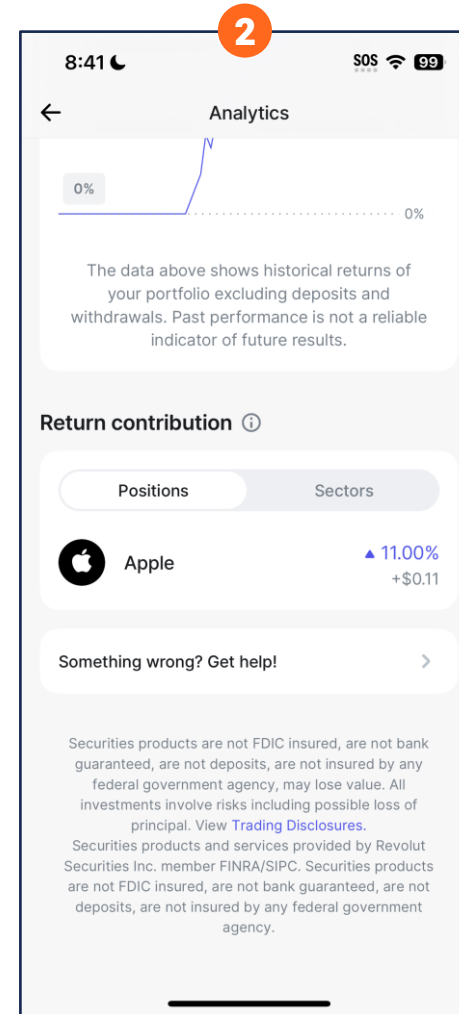 2
8:41
SOS
99
Analytics
0%
0%
The data above shows historical returns of
your portfolio excluding deposits and
withdrawals. Past performance is not a reliable
indicator of future results.
Return contribution
Positions
Sectors
Apple
▲ 11.00%
+$0.11
Something wrong? Get help!
Securities products are not FDIC insured, are not bank
guaranteed, are not deposits, are not insured by any
federal government agency, may lose value. All
investments involve risks including possible loss of
principal. View Trading Disclosures.
Securities products and services provided by Revolut
Securities Inc. member FINRA/SIPC. Securities products
are not FDIC insured, are not bank guaranteed, are not
deposits, are not insured by any federal government
agency.